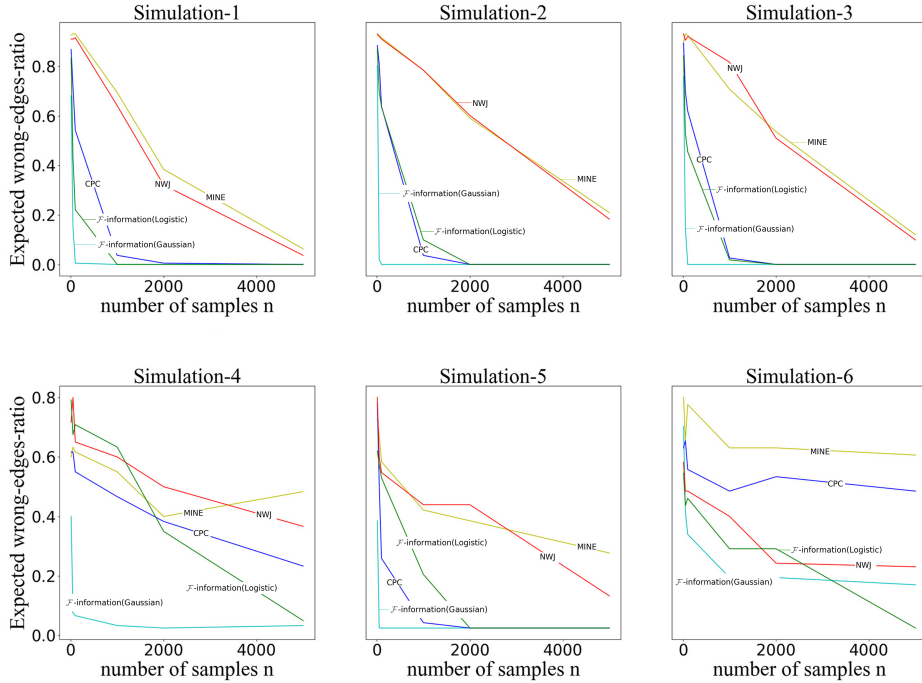 Simulation-1
Simulation-2
Simulation-3
Expected wrong-edges-ratio
0.8
0.6
0.4
0.2
0.0
CPC
NWJ
MINE
ℱ-information(Logistic)
ℱ-information(Gaussian)
0
2000
4000
number of samples n
NWJ
MINE
ℱ-information(Gaussian)
ℱ-information(Logistic)
CPC
0
2000
4000
number of samples n
NWJ
MINE
CPC
ℱ-information(Logistic)
ℱ-information(Gaussian)
0
2000
4000
number of samples n
Simulation-4
Simulation-5
Simulation-6
Expected wrong-edges-ratio
0.8
0.6
0.4
0.2
0.0
MINE
NWJ
CPC
ℱ-information(Logistic)
ℱ-information(Gaussian)
0
2000
4000
number of samples n
ℱ-information(Logistic)
MINE
NWJ
ℱ-information(Gaussian)
CPC
0
2000
4000
number of samples n
MINE
CPC
ℱ-information(Logistic)
NWJ
ℱ-information(Gaussian)
0
2000
4000
number of samples n